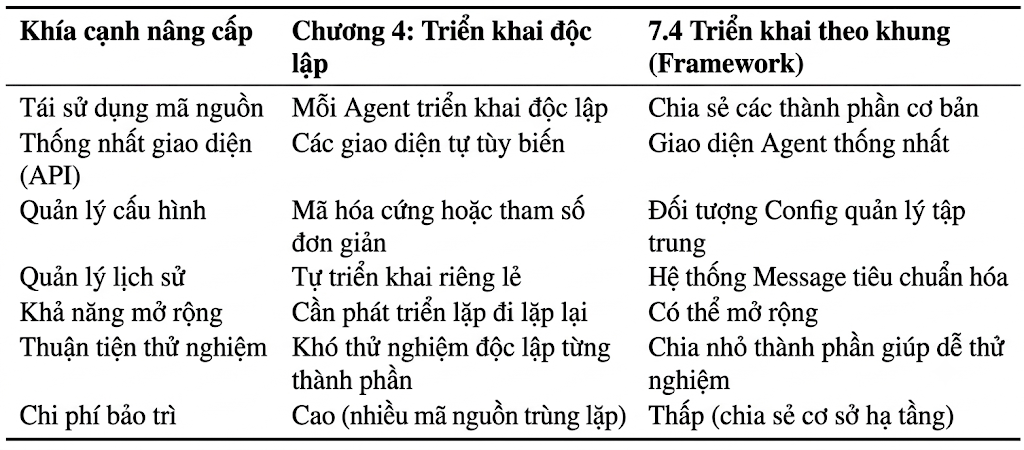 Khía cạnh nâng cấp Chương 4: Triển khai độc 7.4 Triển khai theo khung
lập (Framework)
Tái sử dụng mã nguồn Mỗi Agent triển khai độc lập Chia sẻ các thành phần cơ bản
Thống nhất giao diện Các giao diện tự tùy biến Giao diện Agent thống nhất
(API)
Quản lý cấu hình Mã hóa cứng hoặc tham số Đối tượng Config quản lý tập
đơn giản trung
Quản lý lịch sử Tự triển khai riêng lẻ Hệ thống Message tiêu chuẩn hóa
Khả năng mở rộng Cần phát triển lặp đi lặp lại Có thể mở rộng
Thuận tiện thử nghiệm Khó thử nghiệm độc lập từng Chia nhỏ thành phần giúp dễ thử
thành phần nghiệm
Chi phí bảo trì Cao (nhiều mã nguồn trùng lặp) Thấp (chia sẻ cơ sở hạ tầng)